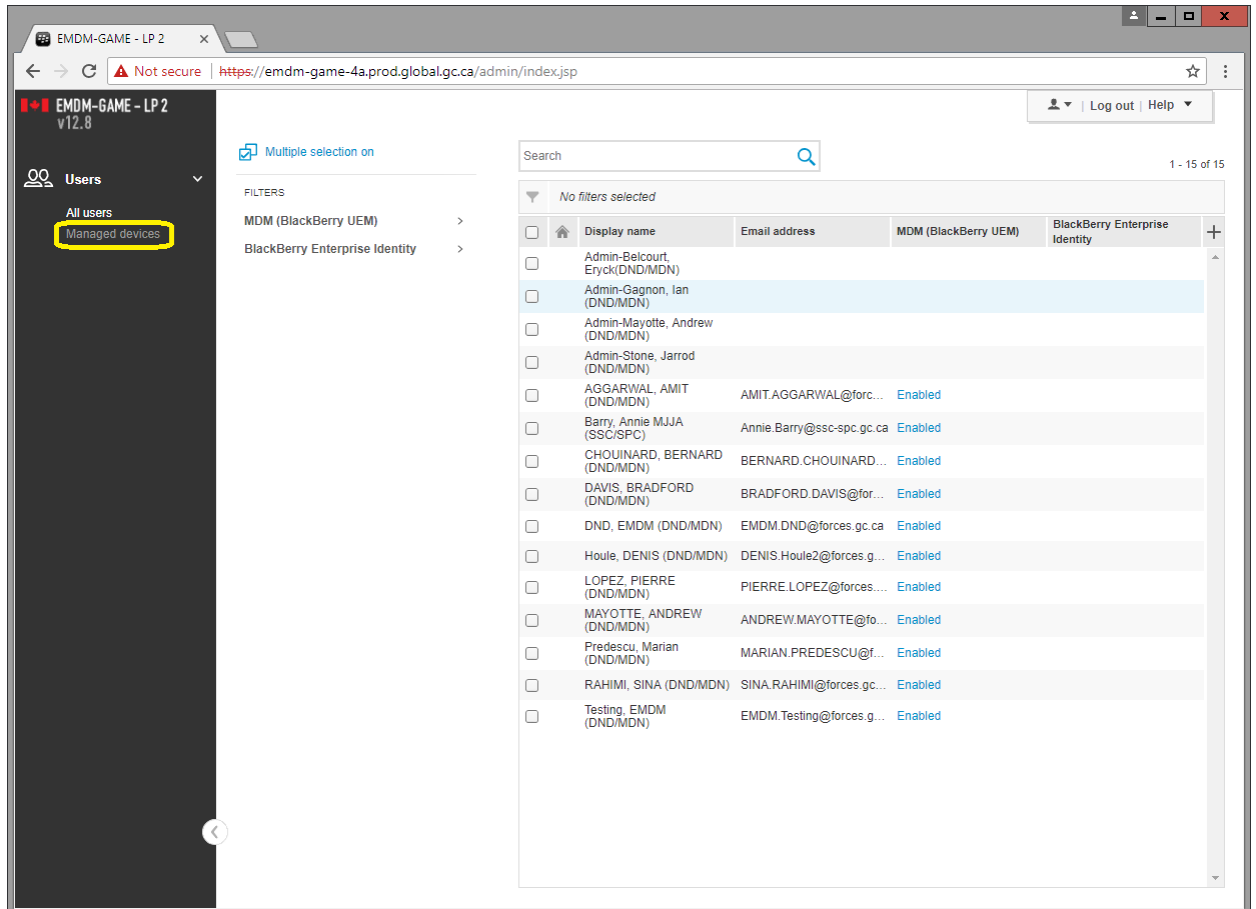 EMDM-GAME - LP 2
Not secure | https://emdm-game-4a.prod.global.gc.ca/admin/index.jsp
EMDM-GAME - LP 2
v12.8
Log out | Help
Users
All users
Managed devices
Multiple selection on
FILTERS
MDM (BlackBerry UEM)
BlackBerry Enterprise Identity
Search
1 - 15 of 15
No filters selected
Display name Email address MDM (BlackBerry UEM) BlackBerry Enterprise
Identity
Admin-Belcourt,
Eryck(DND/MDN)
Admin-Gagnon, Ian
(DND/MDN)
Admin-Mayotte, Andrew
(DND/MDN)
Admin-Stone, Jarrod
(DND/MDN)
AGGARWAL, AMIT
(DND/MDN) AMIT.AGGARWAL@forc... Enabled
Barry, Annie MJJA
(SSC/SPC) Annie.Barry@ssc-spc.gc.ca Enabled
CHOUINARD, BERNARD
(DND/MDN) BERNARD.CHOUINARD... Enabled
DAVIS, BRADFORD
(DND/MDN) BRADFORD.DAVIS@for... Enabled
DND, EMDM (DND/MDN) EMDM.DND@forces.gc.ca Enabled
Houle, DENIS (DND/MDN) DENIS.Houle2@forces.g... Enabled
LOPEZ, PIERRE
(DND/MDN) PIERRE.LOPEZ@forces.... Enabled
MAYOTTE, ANDREW
(DND/MDN) ANDREW.MAYOTTE@fo... Enabled
Predescu, Marian
(DND/MDN) MARIAN.PREDESCU@f... Enabled
RAHIMI, SINA (DND/MDN) SINA.RAHIMI@forces.gc... Enabled
Testing, EMDM
(DND/MDN) EMDM.Testing@forces.g... Enabled